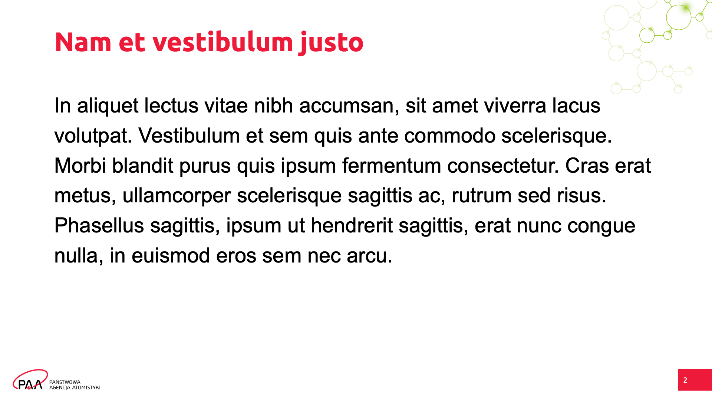 Nam et vestibulum justo
In aliquet lectus vitae nibh accumsan, sit amet viverra lacus
volutpat. Vestibulum et sem quis ante commodo scelerisque.
Morbi blandit purus quis ipsum fermentum consectetur. Cras erat
metus, ullamcorper scelerisque sagittis ac, rutrum sed risus.
Phasellus sagittis, ipsum ut hendrerit sagittis, erat nunc congue
nulla, in euismod eros sem nec arcu.
PAA
PAŃSTWOWA
AGENCJA ATOMISTYKI
2